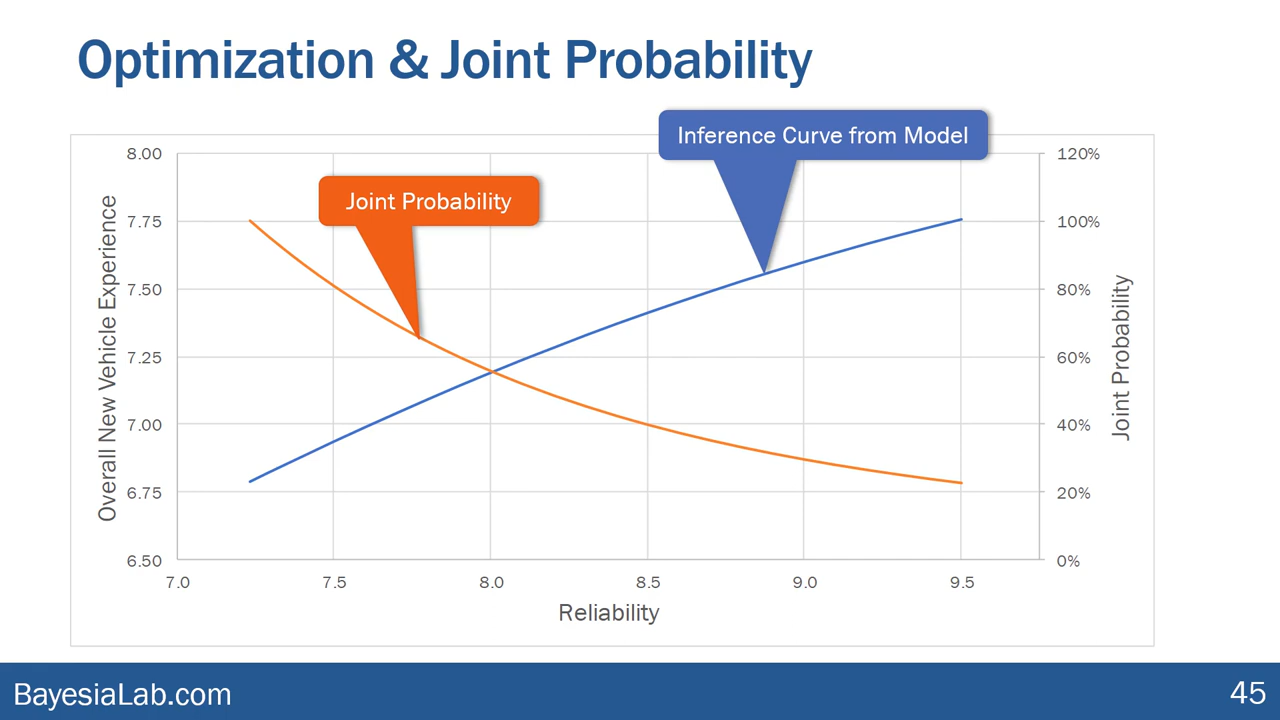 Optimization & Joint Probability
Inference Curve from Model
Joint Probability
8.00
7.75
7.50
7.25
7.00
6.75
6.50
Overall New Vehicle Experience
120%
100%
80%
60%
40%
20%
0%
Joint Probability
7.0 7.5 8.0 8.5 9.0 9.5
Reliability
BayesiaLab.com
45